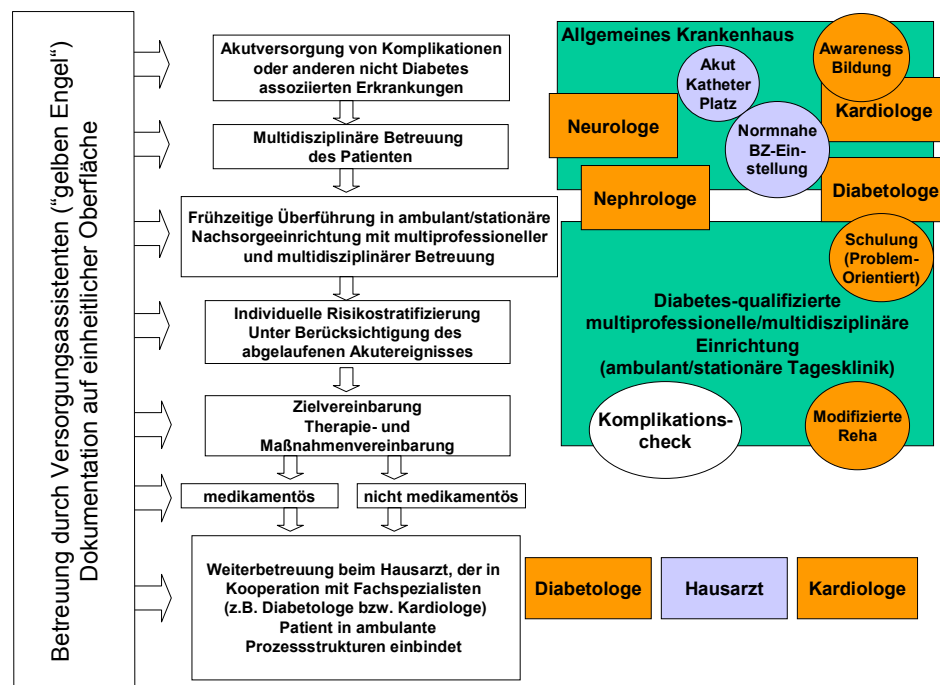 Betreuung durch Versorgungsassistenten (“gelben Engel“)
Dokumentation auf einheitlicher Oberfläche
Akutversorgung von Komplikationen
oder anderen nicht Diabetes
assoziierten Erkrankungen
Multidisziplinäre Betreuung
des Patienten
Frühzeitige Überführung in ambulant/stationäre
Nachsorgeeinrichtung mit multiprofessioneller
und multidisziplinärer Betreuung
Individuelle Risikostratifizierung
Unter Berücksichtigung des
abgelaufenen Akutereignisses
Zielvereinbarung
Therapie- und
Maßnahmenvereinbarung
medikamentös
nicht medikamentös
Weiterbetreuung beim Hausarzt, der in
Kooperation mit Fachspezialisten
(z.B. Diabetologe bzw. Kardiologe)
Patient in ambulante
Prozessstrukturen einbindet
Allgemeines Krankenhaus
Awareness
Bildung
Akut
Katheter
Platz
Kardiologe
Neurologe
Normnahe
BZ-Ein-
stellung
Nephrologe
Diabetologe
Schulung
(Problem-
Orientiert)
Diabetes-qualifizierte
multiprofessionelle/multidisziplinäre
Einrichtung
(ambulant/stationäre Tagesklinik)
Komplikations-
check
Modifizierte
Reha
Diabetologe
Hausarzt
Kardiologe